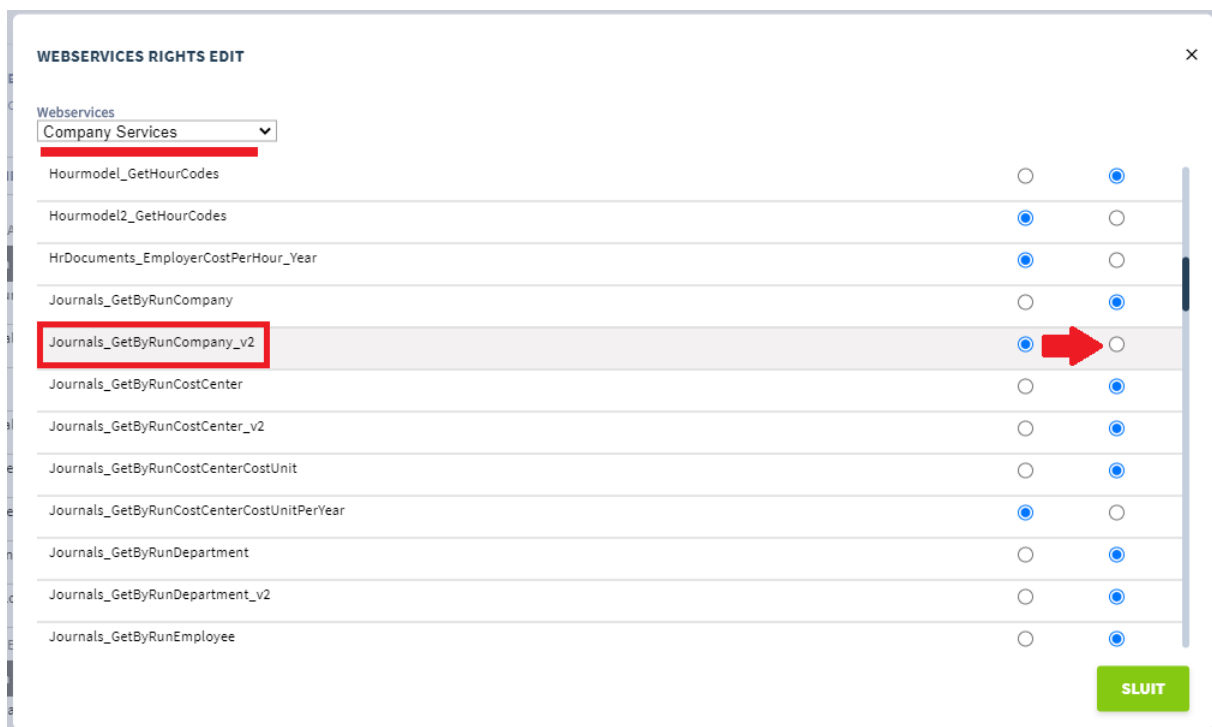 WEBSERVICES RIGHTS EDIT
Webservices
Company Services
Hourmodel_GetHourCodes
Hourmodel2_GetHourCodes
HrDocuments_EmployerCostPerHour_Year
Journals_GetByRunCompany
Journals_GetByRunCompany_v2
Journals_GetByRunCostCenter
Journals_GetByRunCostCenter_v2
Journals_GetByRunCostCenterCostUnit
Journals_GetByRunCostCenterCostUnitPerYear
Journals_GetByRunDepartment
Journals_GetByRunDepartment_v2
Journals_GetByRunEmployee
SLUIT